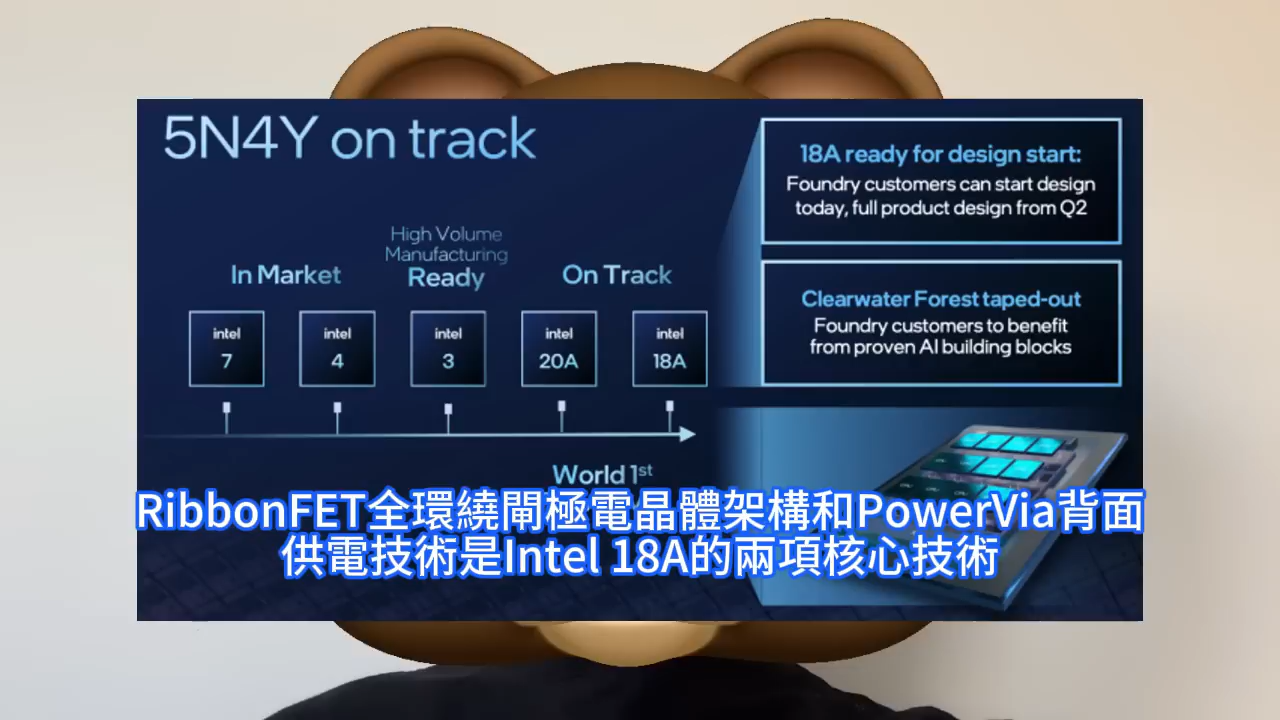 5N4Y on track
In Market
High Volume
Manufacturing
Ready
On Track
intel
7
intel
4
intel
3
intel
20A
intel
18A
World 1st
18A ready for design start:
Foundry customers can start design
today, full product design from Q2
Clearwater Forest taped-out
Foundry customers to benefit
from proven AI building blocks
RibbonFET全環繞閘極電晶體架構和PowerVia背面
供電技術是Intel 18A的兩項核心技術